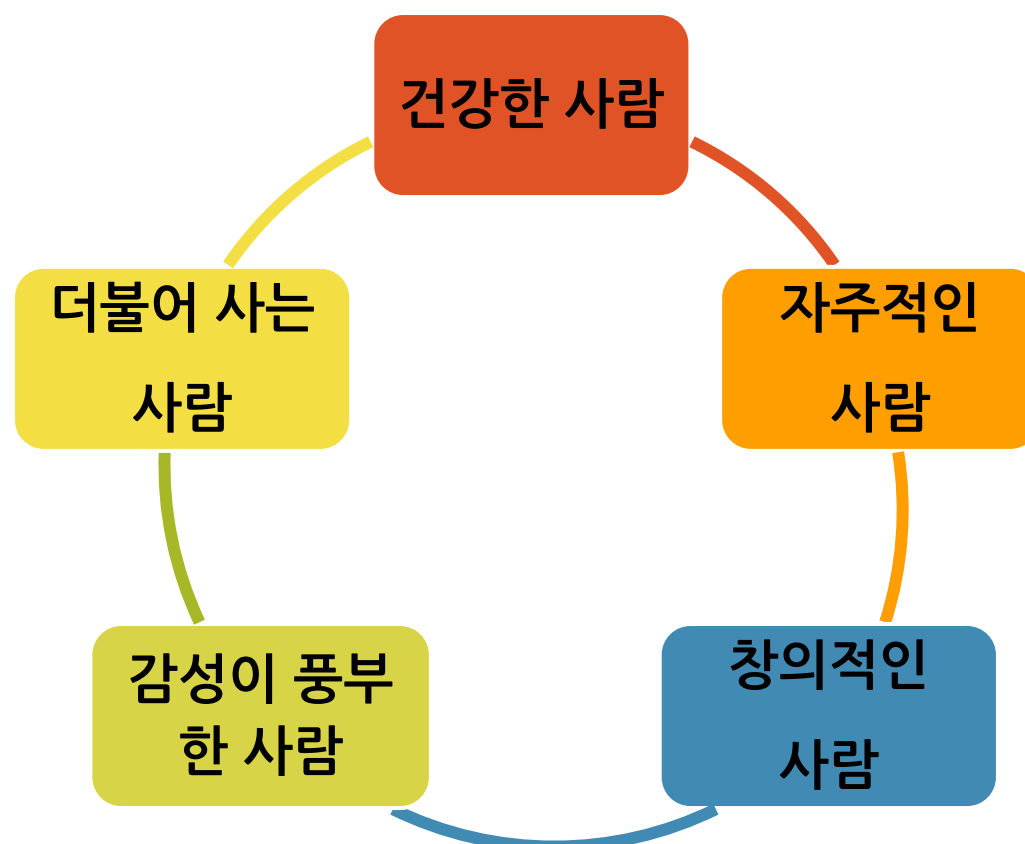 건강한 사람
더불어 사는
사람
자주적인
사람
감성이 풍부
한 사람
창의적인
사람